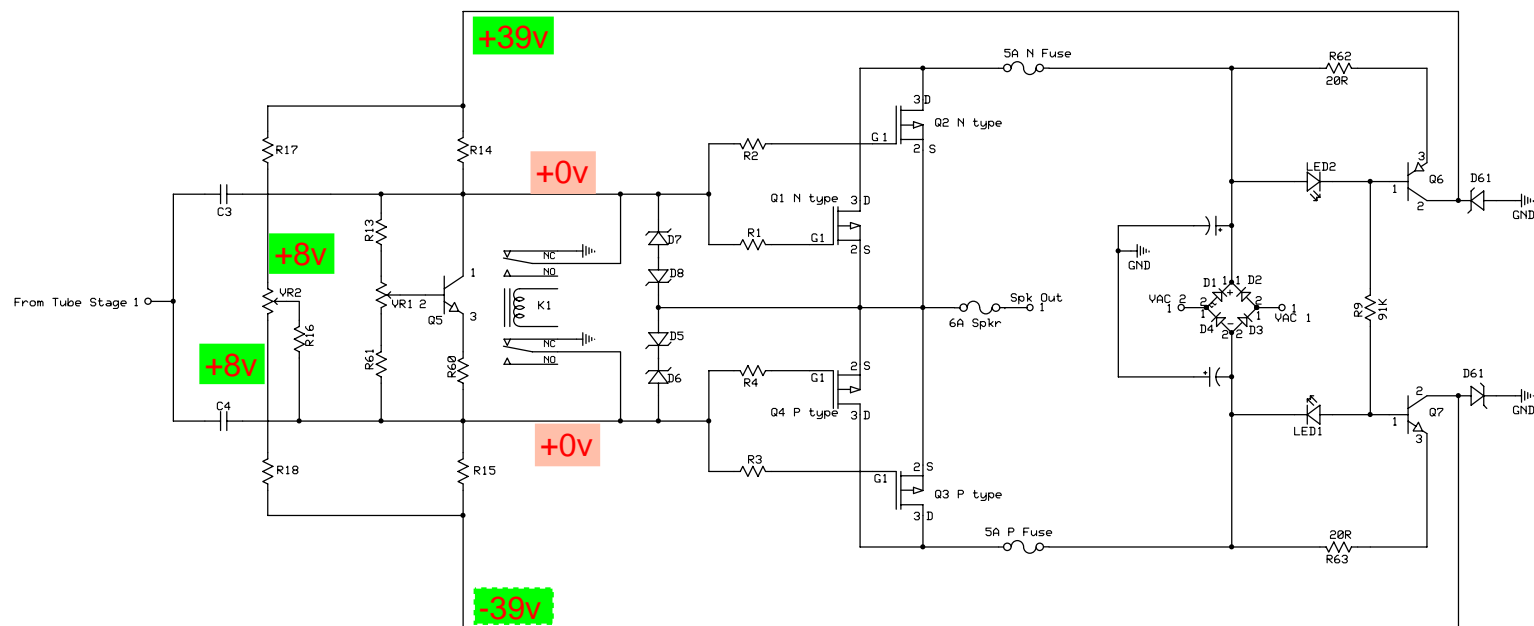 +39v
5A N Fuse
R62
20R
3 D
Q2 N type
G1
2 S
R17
R14
R2
+0v
LED2
3
Q6
1
2
D61
GND
C3
Q1 N type
3 D
R13
R1
G1
2 S
D7
+8v
NC
NO
D8
GND
1
VR2
VR1 2
Q5
3
K1
From Tube Stage 1
Spk Out
1
6A Spkr
D1
1
1
D2
VAC 2
1
2
+
2
1
1
VAC 1
D4
-
D3
2
2
R9
91K
R16
+8v
R61
R60
NC
NO
D5
D6
R4
2 S
G1
Q4 P type
3 D
D61
2
Q7
1
3
GND
C4
LED1
+0v
R18
R15
R3
2 S
G1
Q3 P type
3 D
5A P Fuse
20R
R63
-39v